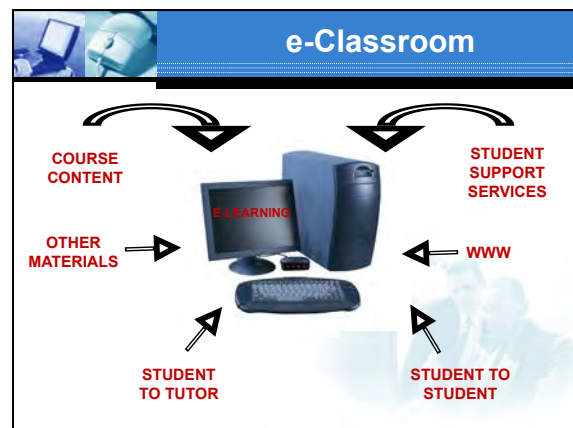 e-Classroom
COURSE
CONTENT
STUDENT
SUPPORT
SERVICES
E-LEARNING
OTHER
MATERIALS
WWW
STUDENT
TO TUTOR
STUDENT TO
STUDENT